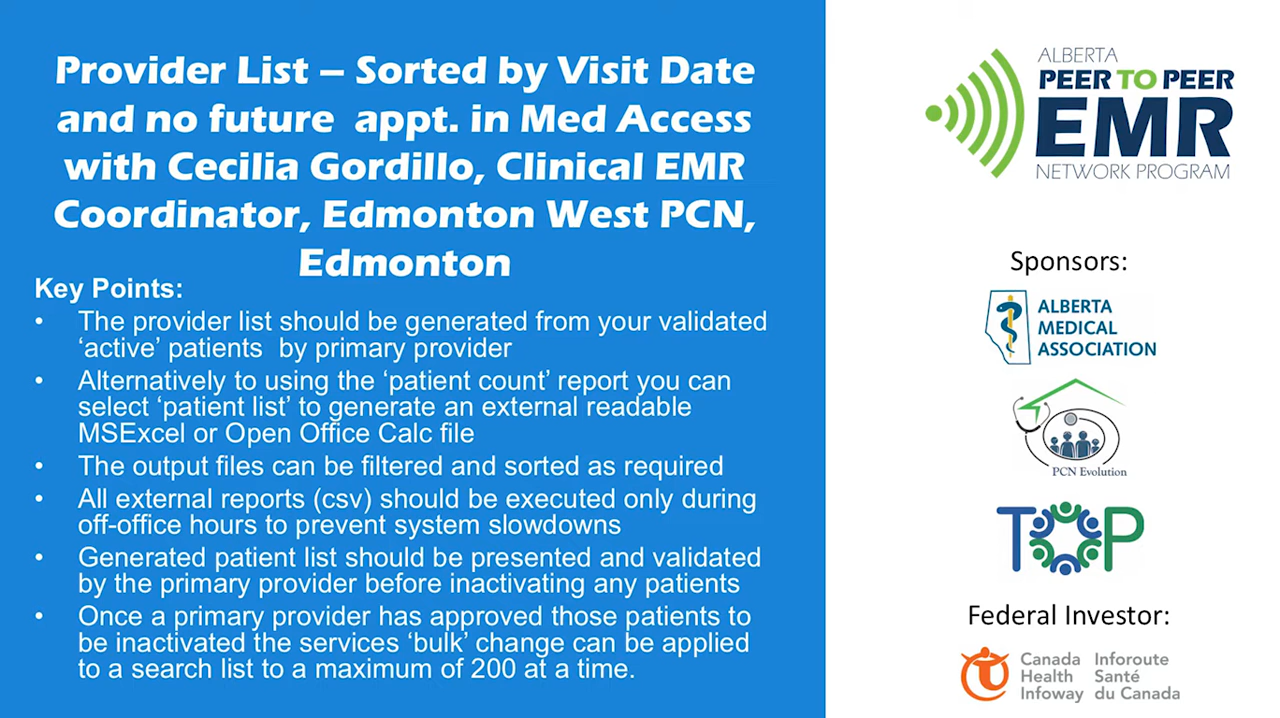 Provider List – Sorted by Visit Date
and no future appt. in Med Access
with Cecilia Gordillo, Clinical EMR
Coordinator, Edmonton West PCN,
Edmonton
Key Points:
• The provider list should be generated from your validated
‘active’ patients by primary provider
• Alternatively to using the ‘patient count’ report you can
select ‘patient list’ to generate an external readable
MSExcel or Open Office Calc file
• The output files can be filtered and sorted as required
• All external reports (csv) should be executed only during
off-office hours to prevent system slowdowns
• Generated patient list should be presented and validated
by the primary provider before inactivating any patients
• Once a primary provider has approved those patients to
be inactivated the services ‘bulk’ change can be applied
to a search list to a maximum of 200 at a time.
ALBERTA
PEER TO PEER
EMR
NETWORK PROGRAM
Sponsors:
ALBERTA
MEDICAL
ASSOCIATION
PCN Evolution
TOP
Federal Investor:
Canada Inforoute
Health Santé
Infoway du Canada